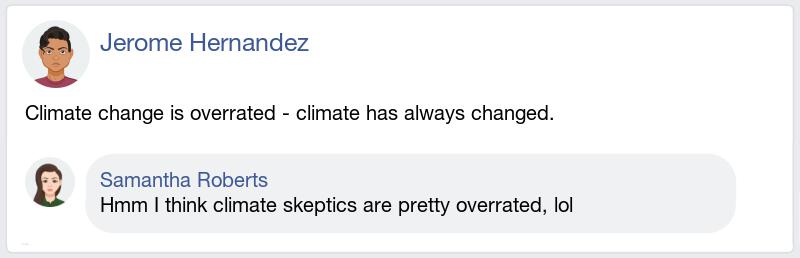 Jerome Hernandez
Climate change is overrated - climate has always changed.
Samantha Roberts
Hmm I think climate skeptics are pretty overrated, lol